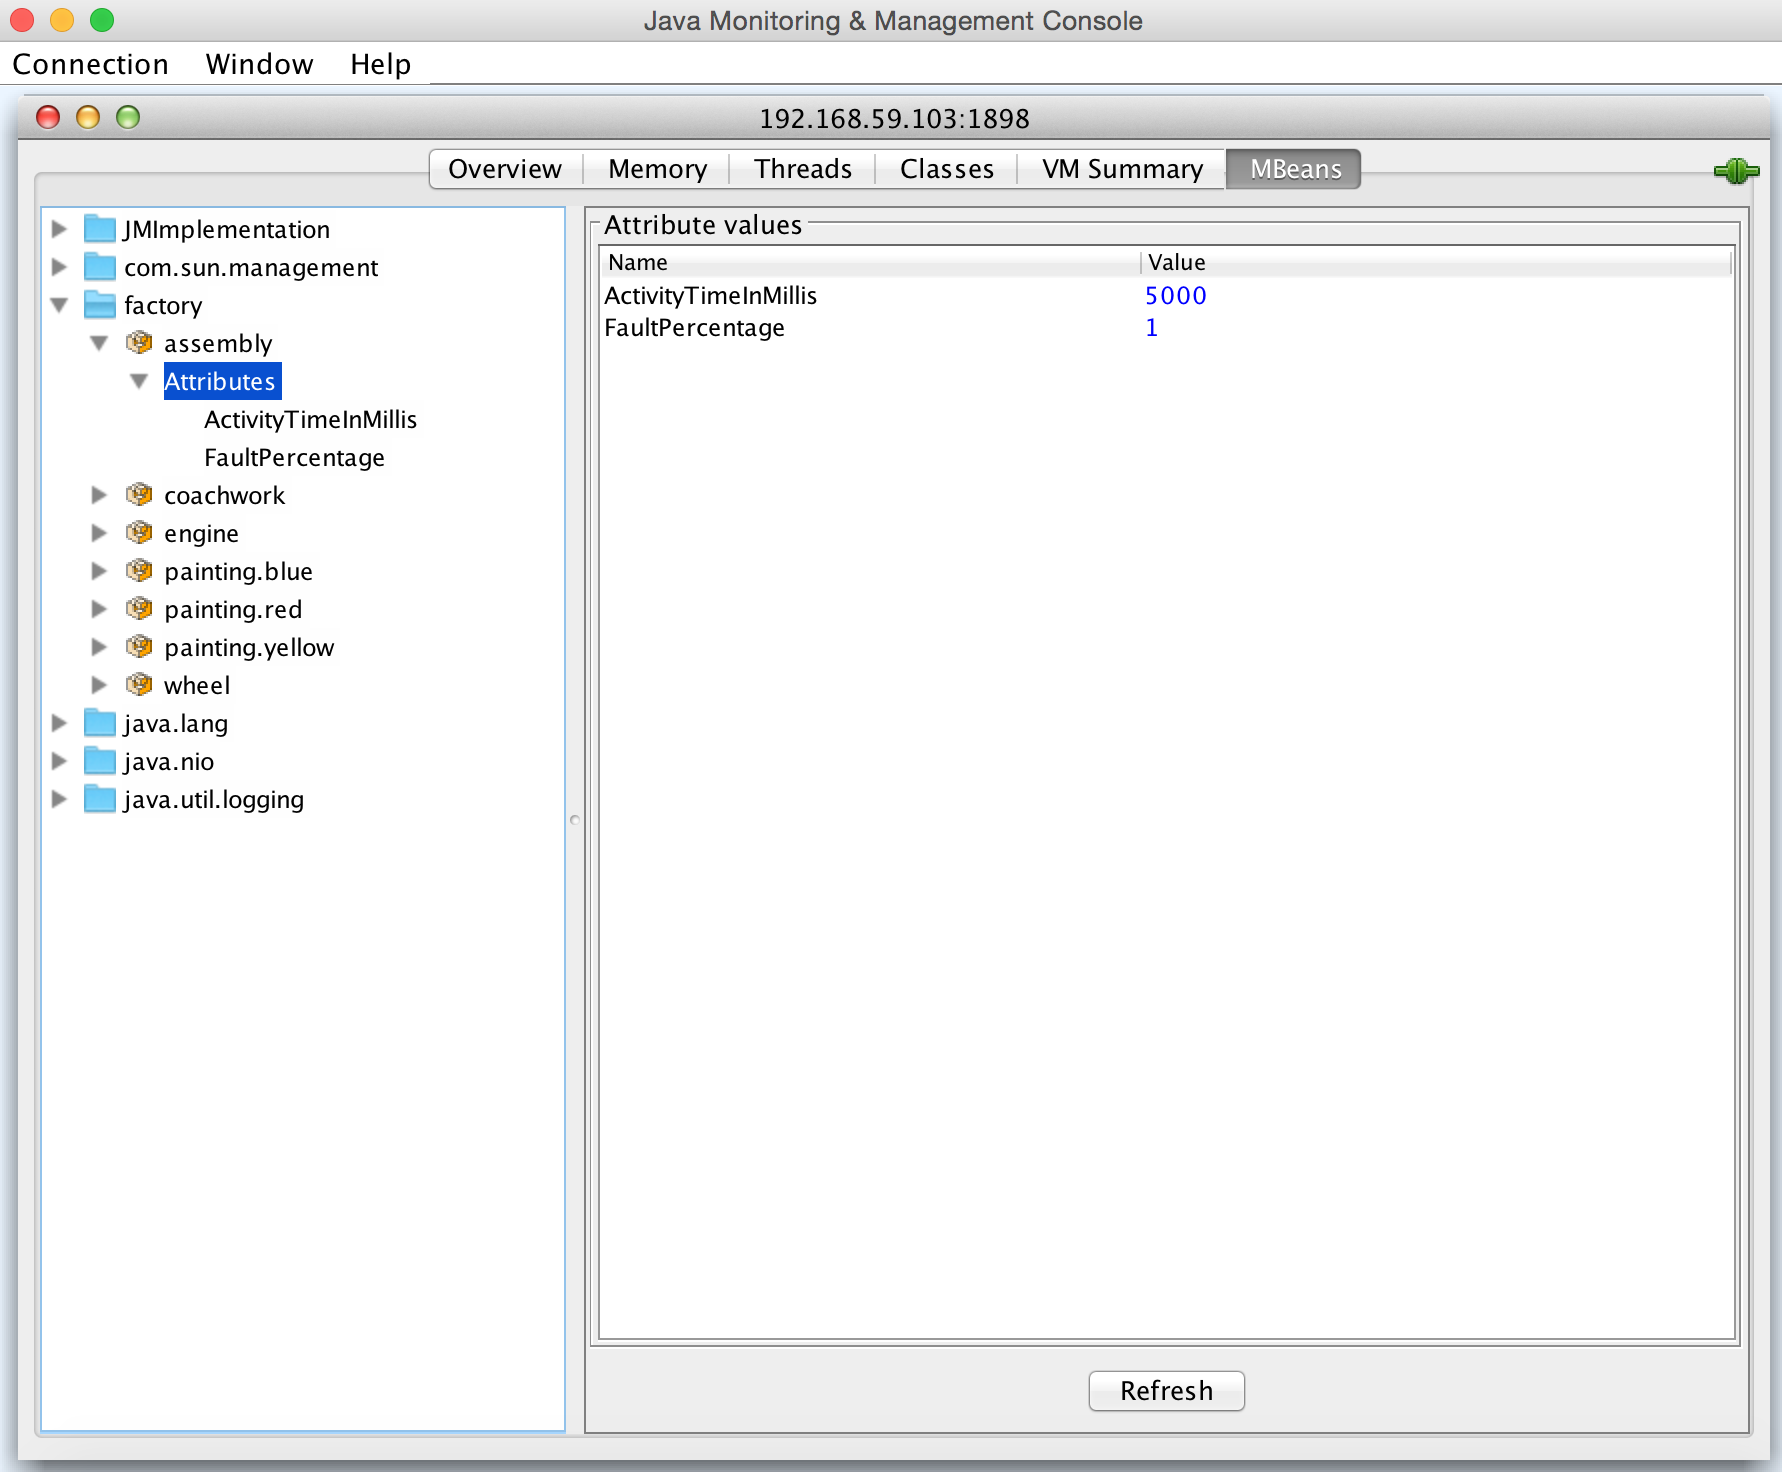 Java Monitoring & Management Console
Connection Window Help
192.168.59.103:1898
Overview Memory Threads Classes VM Summary MBeans
JMImplementation
com.sun.management
factory
assembly
Attributes
ActivityTimeInMillis
FaultPercentage
coachwork
engine
painting.blue
painting.red
painting.yellow
wheel
java.lang
java.nio
java.util.logging
Attribute values
Name Value
ActivityTimeInMillis 5000
FaultPercentage 1
Refresh